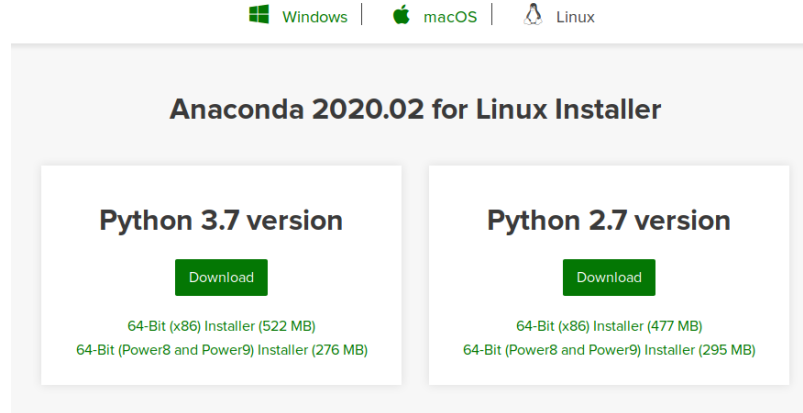 Windows macOS Linux
Anaconda 2020.02 for Linux Installer
Python 3.7 version
Download
64-Bit (x86) Installer (522 MB)
64-Bit (Power8 and Power9) Installer (276 MB)
Python 2.7 version
Download
64-Bit (x86) Installer (477 MB)
64-Bit (Power8 and Power9) Installer (295 MB)